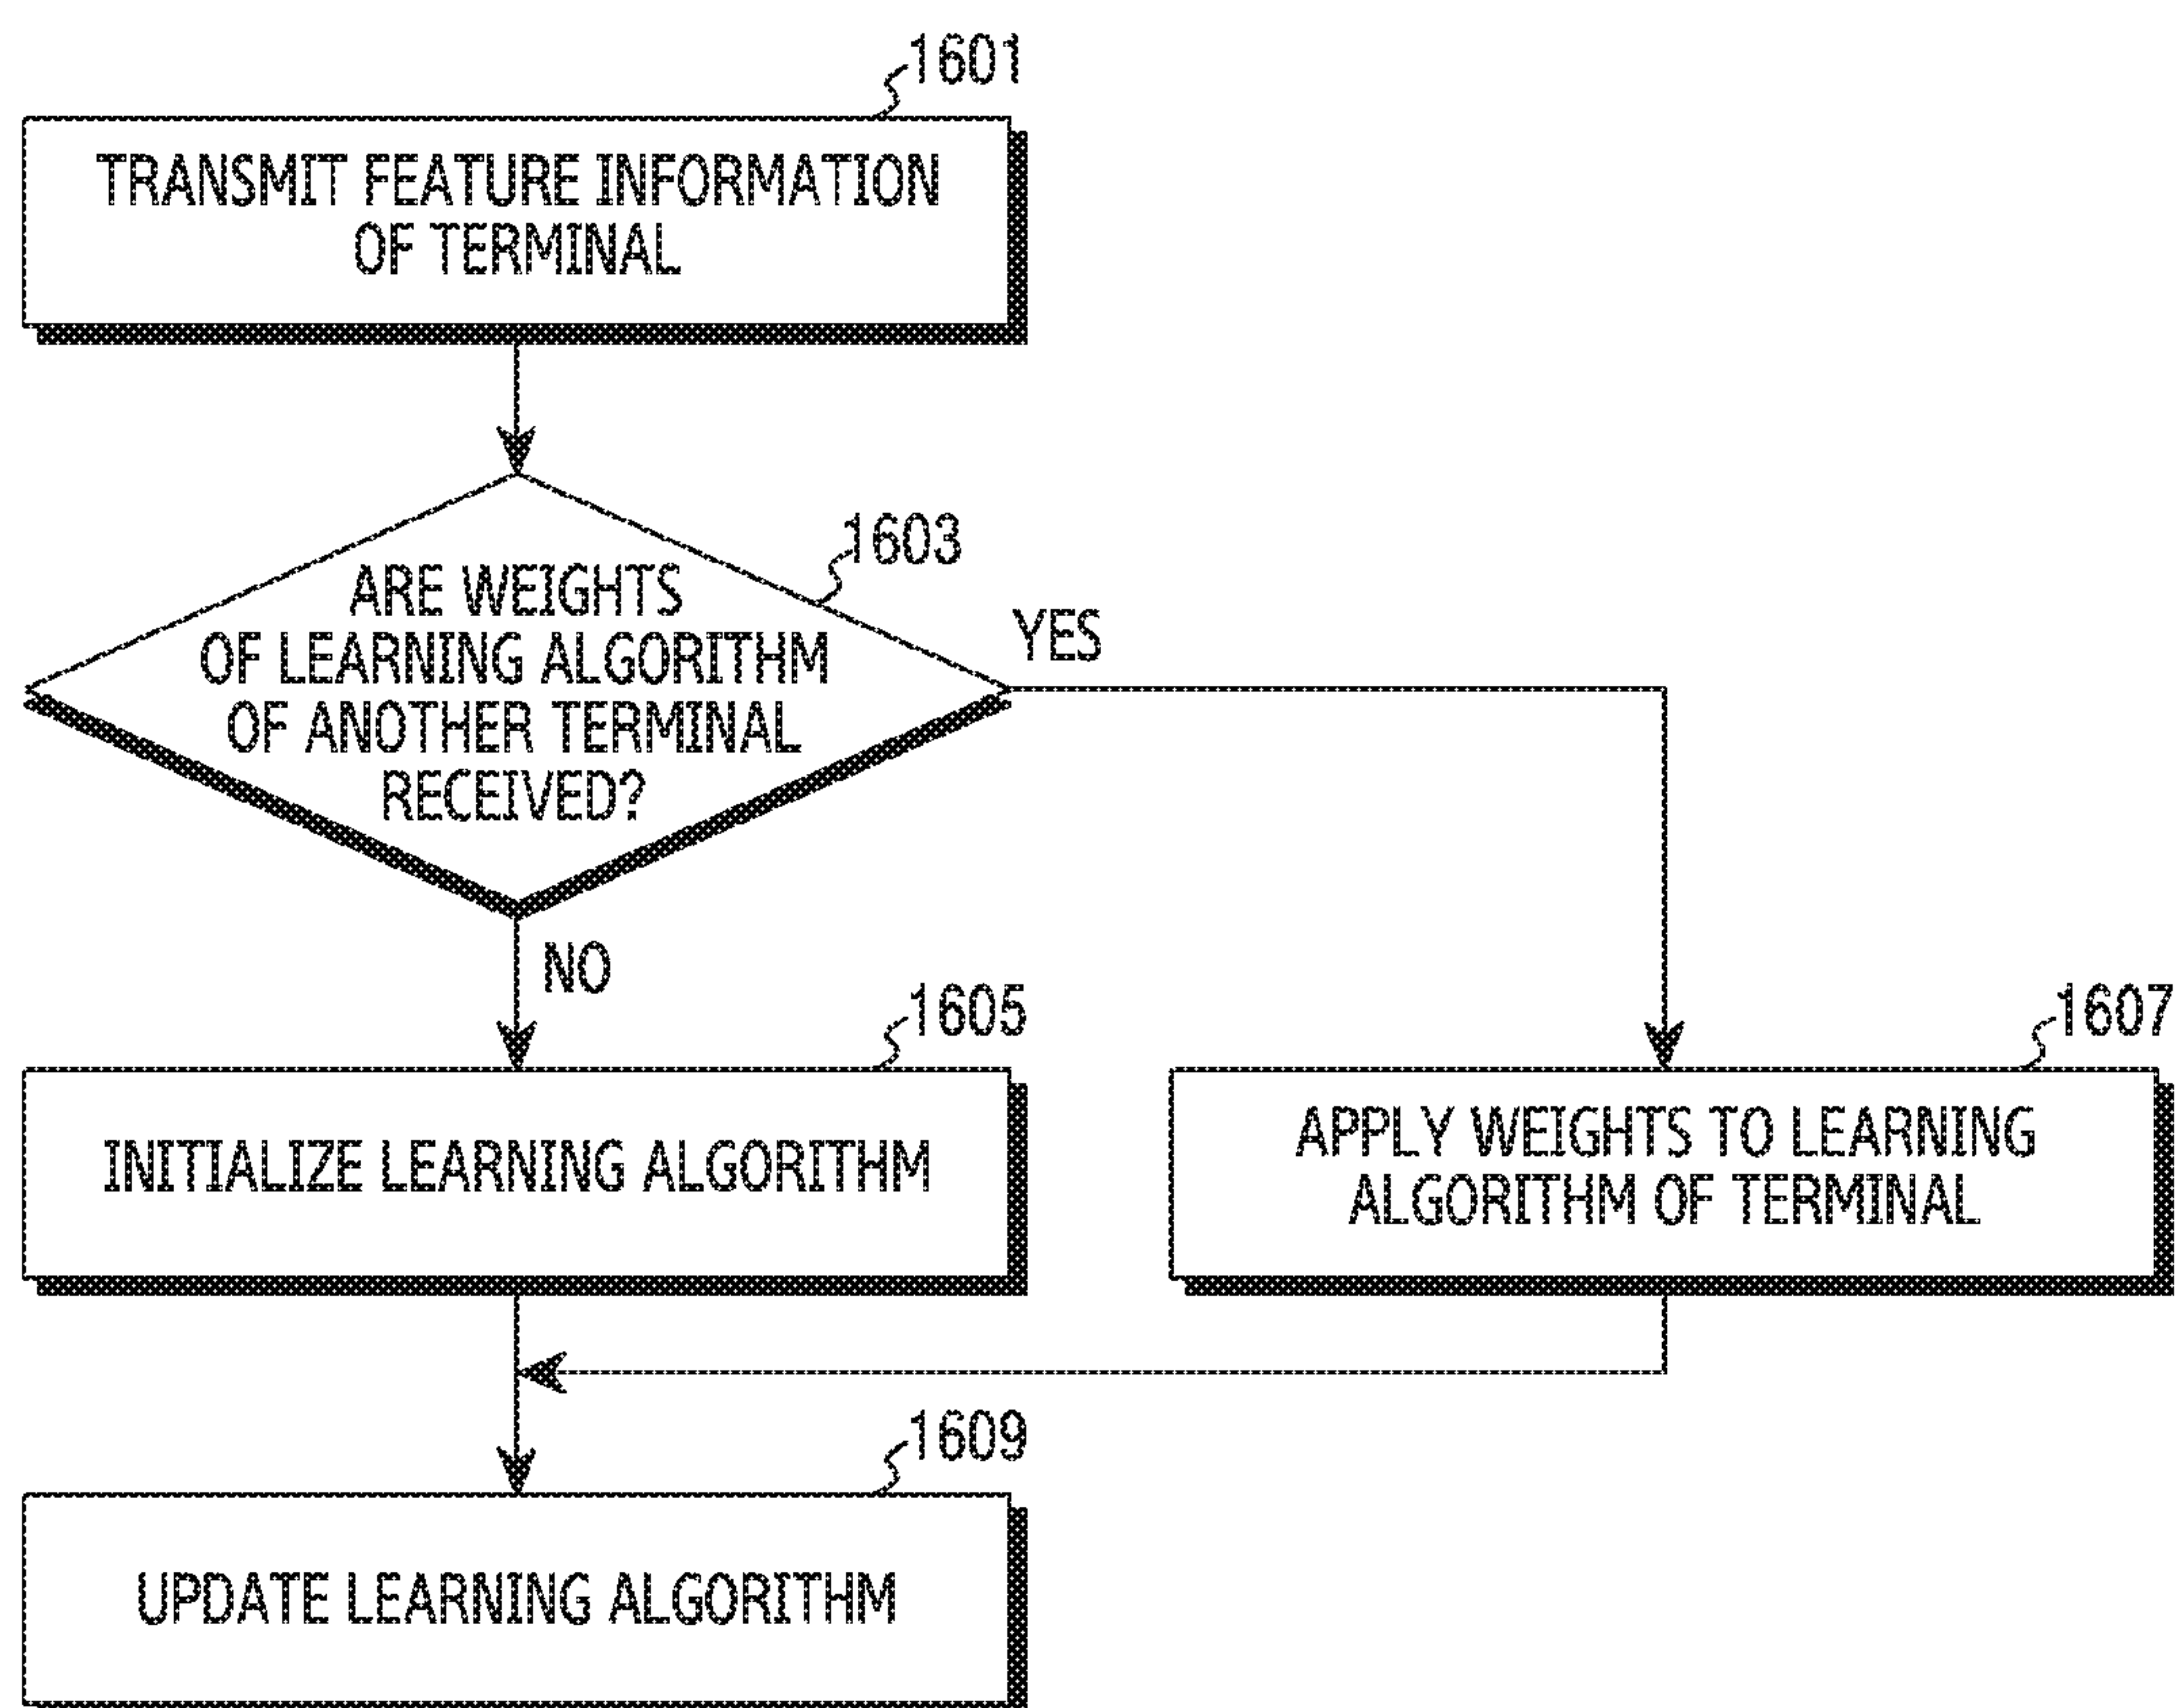 1601
TRANSMIT FEATURE INFORMATION
OF TERMINAL
1603
ARE WEIGHTS
OF LEARNING ALGORITHM
OF ANOTHER TERMINAL
RECEIVED?
YES
NO
1605
INITIALIZE LEARNING ALGORITHM
1607
APPLY WEIGHTS TO LEARNING
ALGORITHM OF TERMINAL
1609
UPDATE LEARNING ALGORITHM